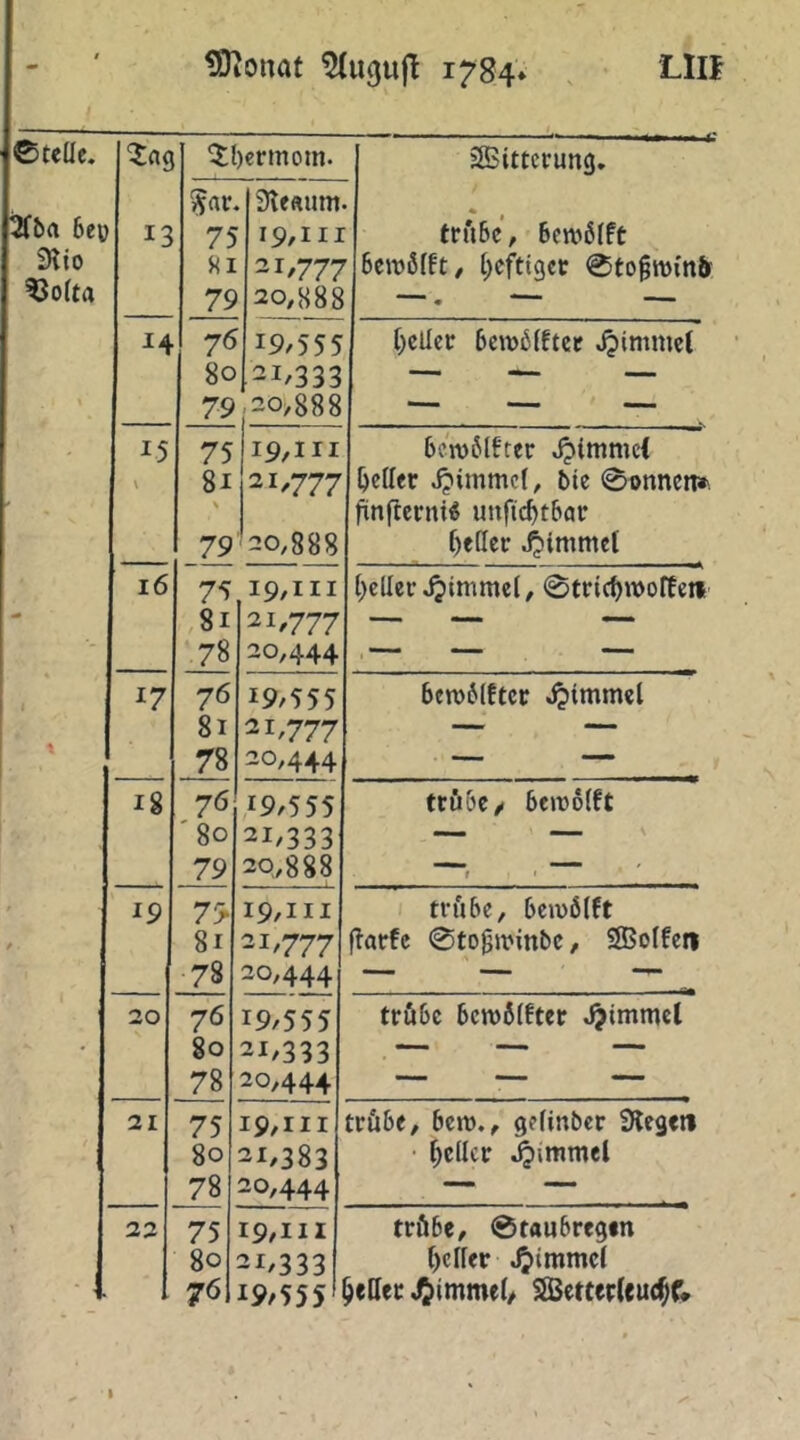 Monat Auguſt 1784. LIII
Stelle. Tag Thermom. Witterung.
Far. Reaum.
Adda bey 13 75 19,111 trübe, bewölkt
Rio 81 21,777 bewölkt, heftiger Stoßwind
Volta 79 20,888 —. — —
14 76 19,555 heller bewölkter Himmel
80 21,333 — — —
79 20,888 — — —
15 75 19,111 bewölkter Himmel
81 21,777 heller Himmel, die Sonnen-
finſterniß unſichtbar
79 20,888 heller Himmel
16 75 19,111 heller Himmel, Strichwolken
81 21,777 — — —
78 20,444 — — —
17 76 19,555 bewölkter Himmel
81 21,777 — —
78 20,444 — —
18 76 19,555 trübe, bewölkt
80 21,333 — —
79 20,888 —, —
19 75 19,111 trübe, bewölkt
81 21,777 ſtarke Stoßwinde, Wolken
78 20,444 — — —
20 76 19,555 trübe bewölkter Himmel
80 21,333 — — —
78 20,444 — — —
21 75 19,111 trübe, bew., gelinder Regen
80 21,383 heller Himmel
78 20,444 — —
22 75 19,111 trübe, Staubregen
80 21,333 heller Himmel
76 19,555 heller Himmel, Wetterleucht.